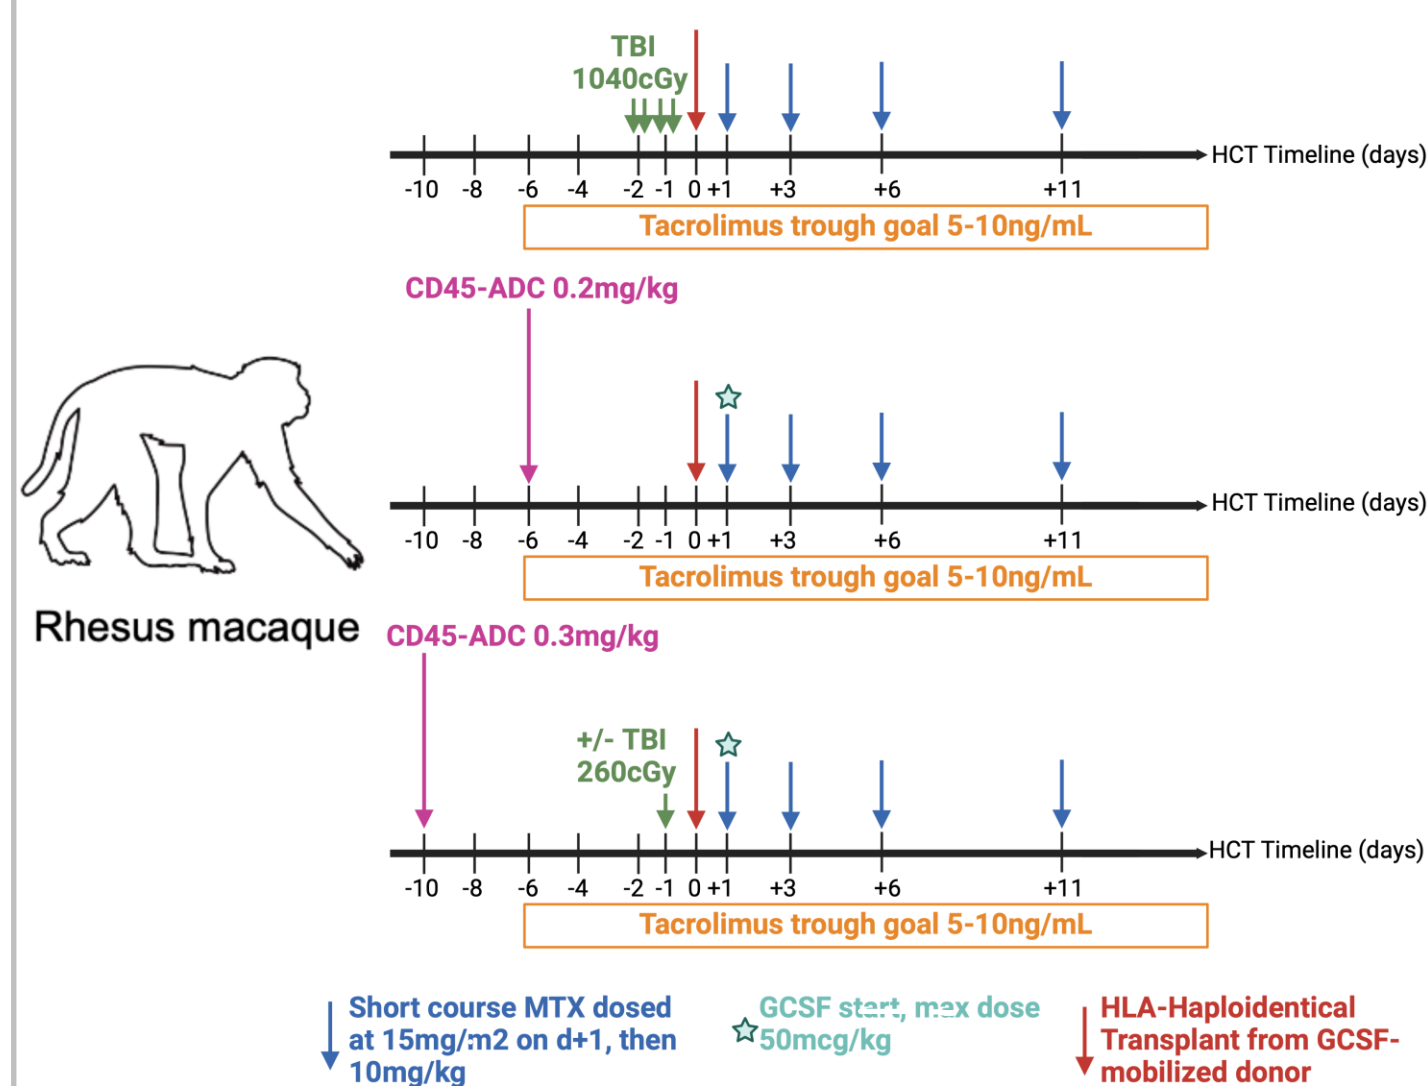 TBI
1040cGy
HCT Timeline (days)
-10 -8 -6 -4 -2 -1 0 +1 +3 +6 +11
Tacrolimus trough goal 5-10ng/mL
CD45-ADC 0.2mg/kg
HCT Timeline (days)
-10 -8 -6 -4 -2 -1 0 +1 +3 +6 +11
Tacrolimus trough goal 5-10ng/mL
Rhesus macaque
CD45-ADC 0.3mg/kg
+/- TBI
260cGy
HCT Timeline (days)
-10 -8 -6 -4 -2 -1 0 +1 +3 +6 +11
Tacrolimus trough goal 5-10ng/mL
Short course MTX dosed
at 15mg/m2 on d+1, then
10mg/kg
GCSF start, max dose
50mcg/kg
HLA-Haploidentical
Transplant from GCSF-
mobilized donor